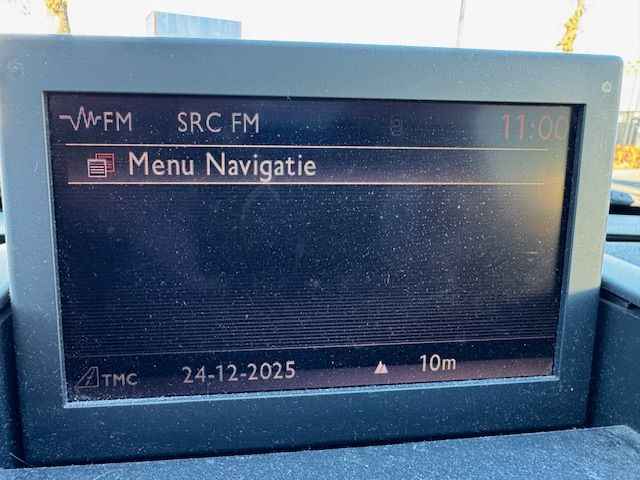 FM SRC FM 11:00
Menu Navigatie
TMC 24-12-2025 10m